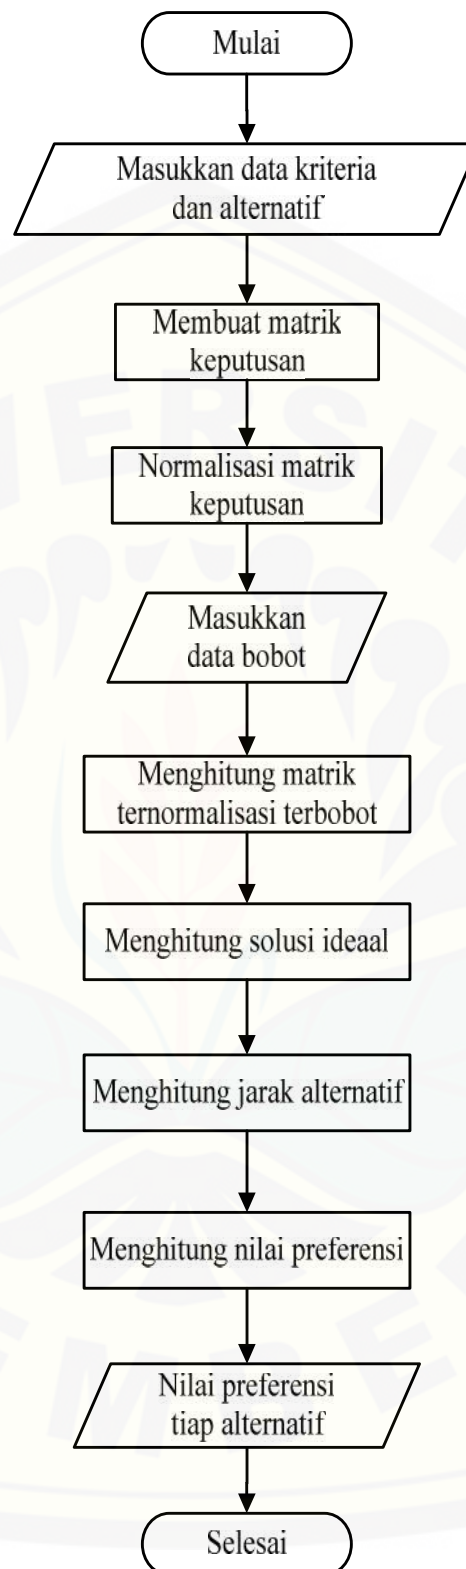 Mulai
Masukkan data kriteria
dan alternatif
Membuat matrik
keputusan
Normalisasi matrik
keputusan
Masukkan
data bobot
Menghitung matrik
ternormalisasi terbobot
Menghitung solusi ideaal
Menghitung jarak alternatif
Menghitung nilai preferensi
Nilai preferensi
tiap alternatif
Selesai